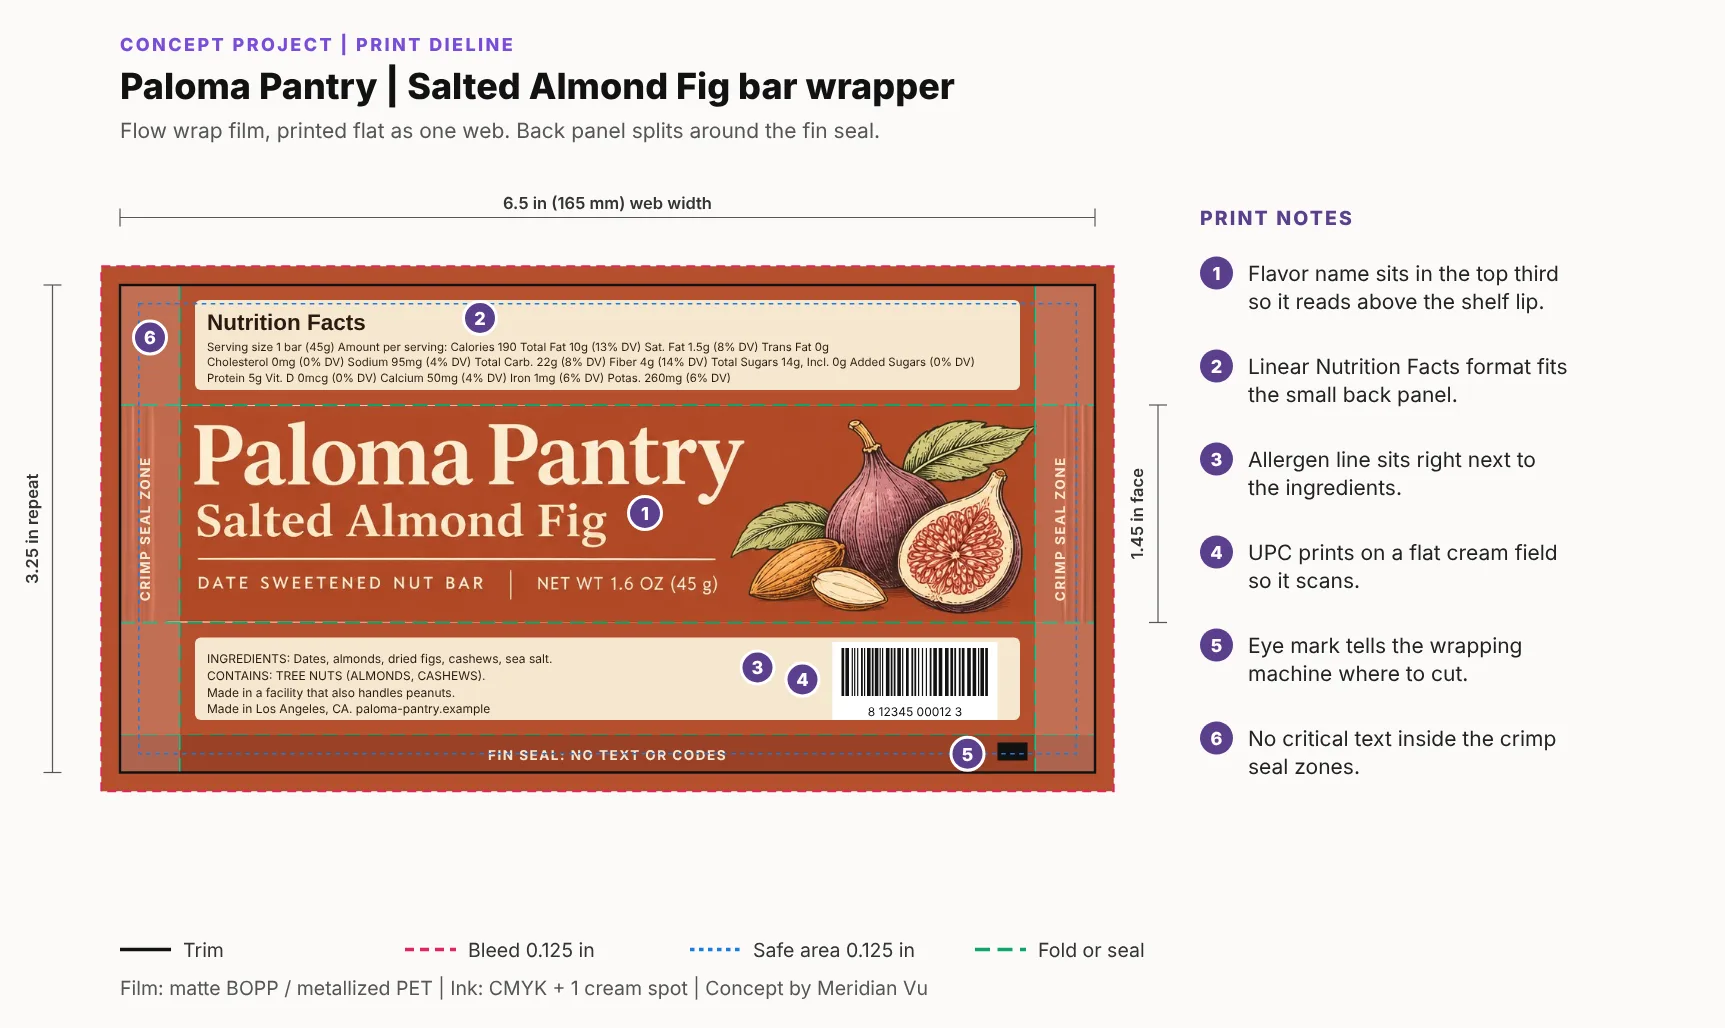 CONCEPT PROJECT | PRINT DIELINE
Paloma Pantry | Salted Almond Fig bar wrapper
Flow wrap film, printed flat as one web. Back panel splits around the fin seal.
6.5 in (165 mm) web width
3.25 in repeat
6
Nutrition Facts
2
Serving size 1 bar (45g) Amount per serving: Calories 190 Total Fat 10g (13% DV) Sat. Fat 1.5g (8% DV) Trans Fat 0g
Cholesterol 0mg (0% DV) Sodium 95mg (4% DV) Total Carb. 22g (8% DV) Fiber 4g (14% DV) Total Sugars 14g, Incl. 0g Added Sugars (0% DV)
Protein 5g Vit. D 0mcg (0% DV) Calcium 50mg (4% DV) Iron 1mg (6% DV) Potas. 260mg (6% DV)
CRIMP SEAL ZONE
Paloma Pantry
Salted Almond Fig
1
DATE SWEETENED NUT BAR | NET WT 1.6 OZ (45 g)
CRIMP SEAL ZONE
1.45 in face
INGREDIENTS: Dates, almonds, dried figs, cashews, sea salt.
CONTAINS: TREE NUTS (ALMONDS, CASHEWS).
Made in a facility that also handles peanuts.
Made in Los Angeles, CA. paloma-pantry.example
3
4
8 12345 00012 3
FIN SEAL: NO TEXT OR CODES
5
PRINT NOTES
1 Flavor name sits in the top third
so it reads above the shelf lip.
2 Linear Nutrition Facts format fits
the small back panel.
3 Allergen line sits right next to
the ingredients.
4 UPC prints on a flat cream field
so it scans.
5 Eye mark tells the wrapping
machine where to cut.
6 No critical text inside the crimp
seal zones.
Trim
Bleed 0.125 in
Safe area 0.125 in
Fold or seal
Film: matte BOPP / metallized PET | Ink: CMYK + 1 cream spot | Concept by Meridian Vu